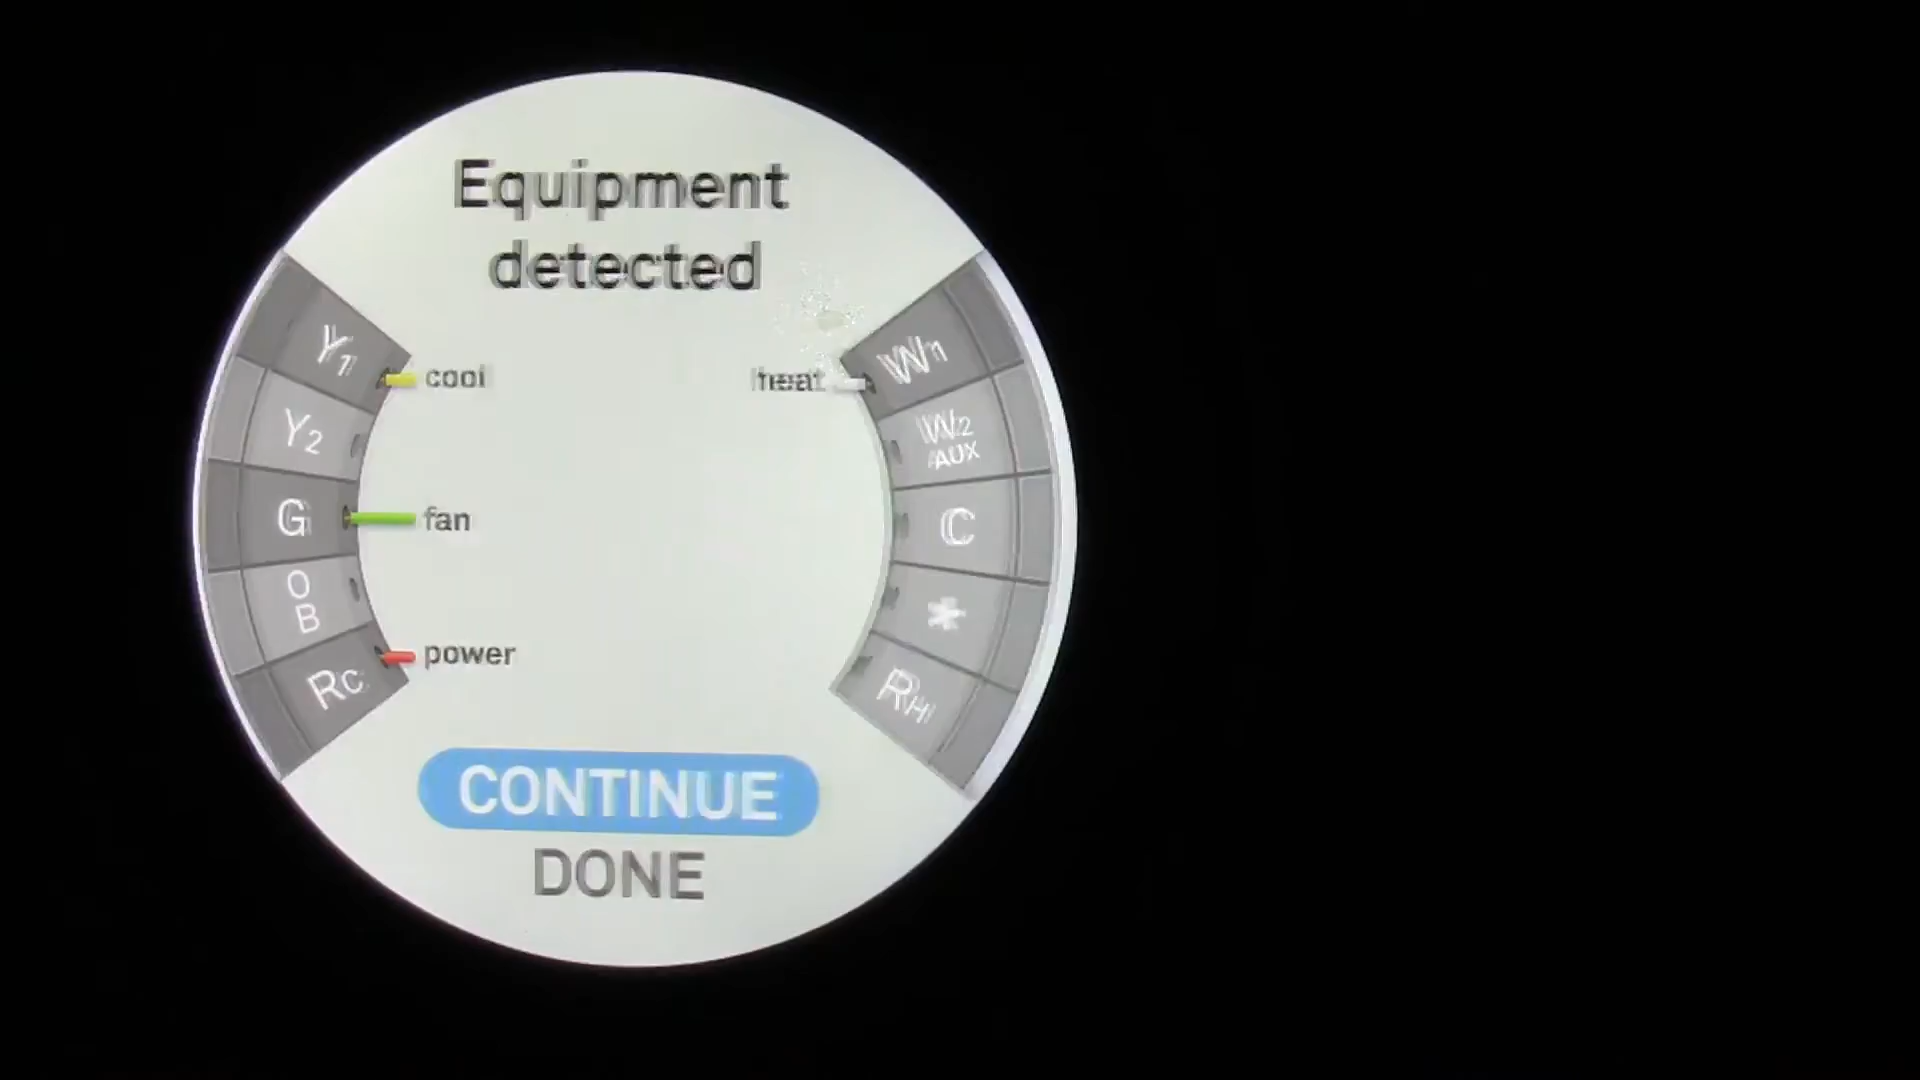 Equipment
detected
Y1
cool
Y2
G
fan
O
B
Rc
power
heat
W1
W2
AUX
C
*
RH
CONTINUE
DONE